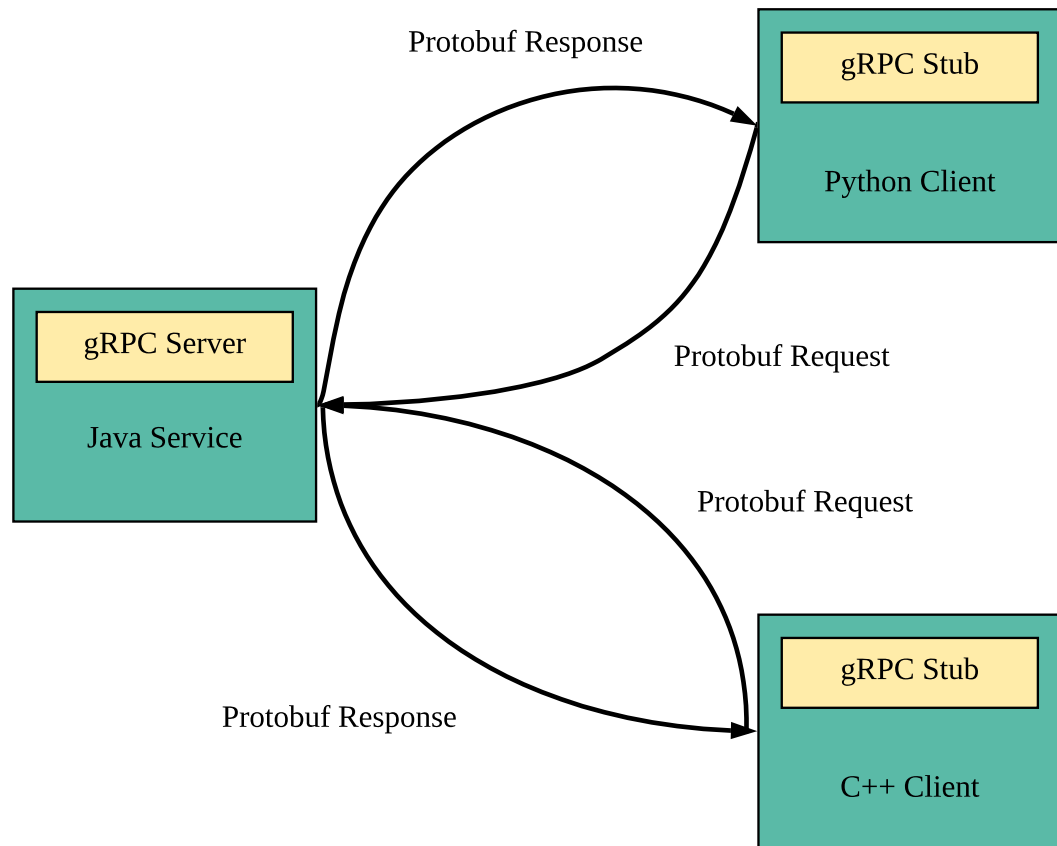 Protobuf Response
gRPC Stub
Python Client
gRPC Server
Protobuf Request
Java Service
Protobuf Request
gRPC Stub
Protobuf Response
C++ Client